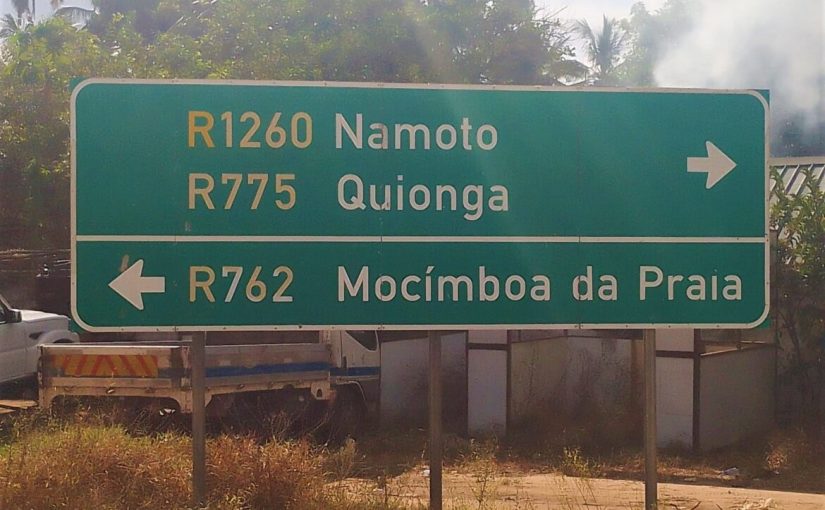 R1260 Namoto
R775 Quionga
R762 Mocímboa da Praia